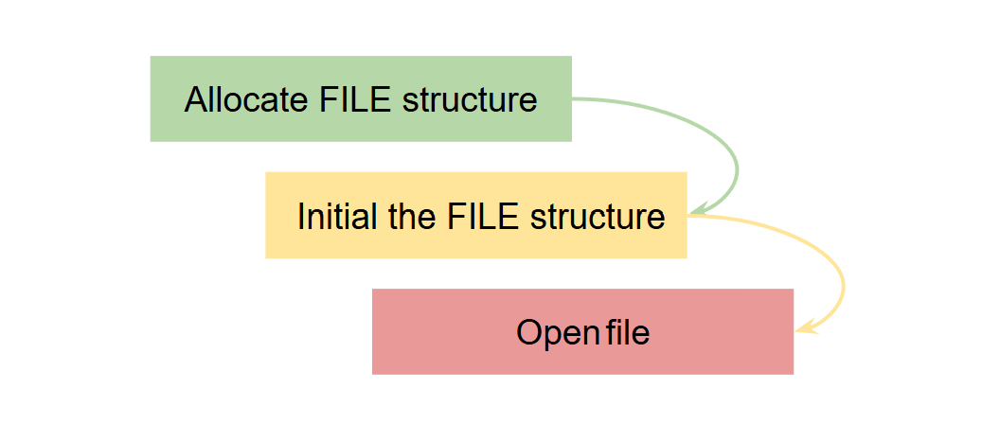 Allocate FILE structure
Initial the FILE structure
Open file